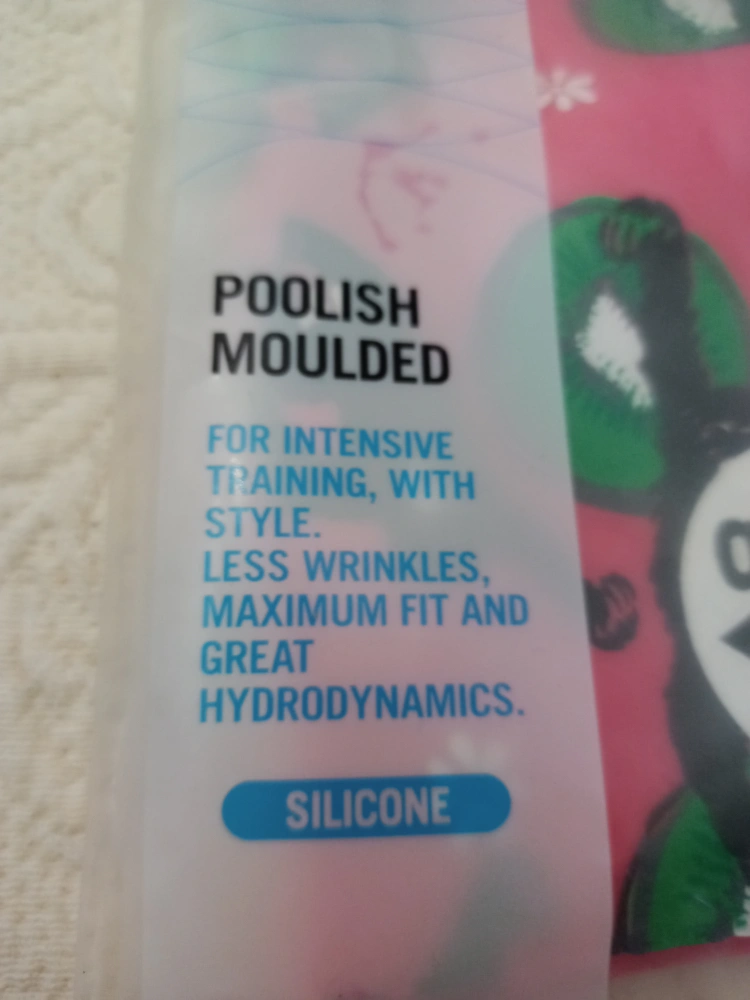 POOLISH
MOULDED
FOR INTENSIVE
TRAINING, WITH
STYLE.
LESS WRINKLES,
MAXIMUM FIT AND
GREAT
HYDRODYNAMICS.
SILICONE